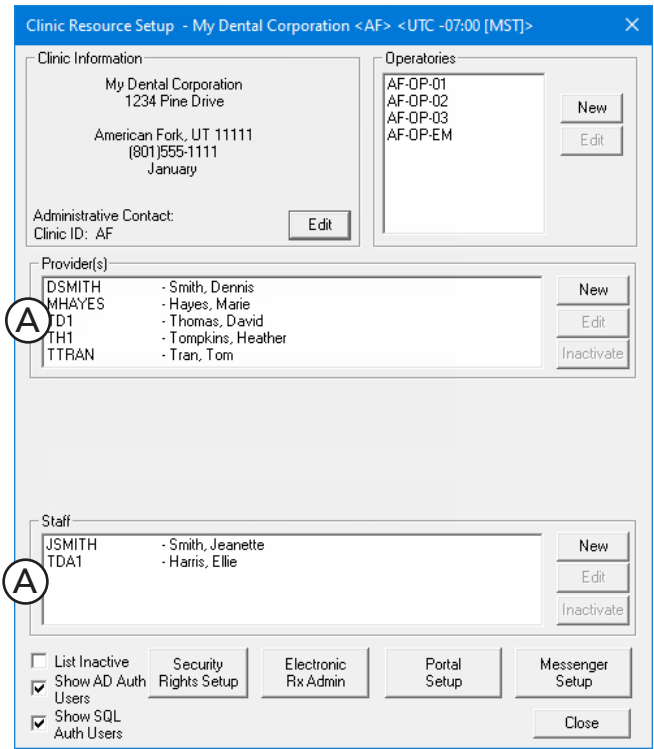 Clinic Resource Setup - My Dental Corporation <AF> <UTC -07:00 [MST]>
Clinic Information
My Dental Corporation
1234 Pine Drive
American Fork, UT 11111
(801)555-1111
January
Administrative Contact:
Clinic ID: AF
Edit
Operatories
AF-OP-01
AF-OP-02
AF-OP-03
AF-OP-EM
New
Edit
Provider(s)
DSMITH - Smith, Dennis
MHAYES - Hayes, Marie
TD1 - Thomas, David
TH1 - Tompkins, Heather
TTRAN - Tran, Tom
A
New
Edit
Inactivate
Staff
JSMITH - Smith, Jeanette
TDA1 - Harris, Ellie
A
New
Edit
Inactivate
List Inactive
Show AD Auth
Users
Show SQL
Auth Users
Security
Rights Setup
Electronic
Rx Admin
Portal
Setup
Messenger
Setup
Close